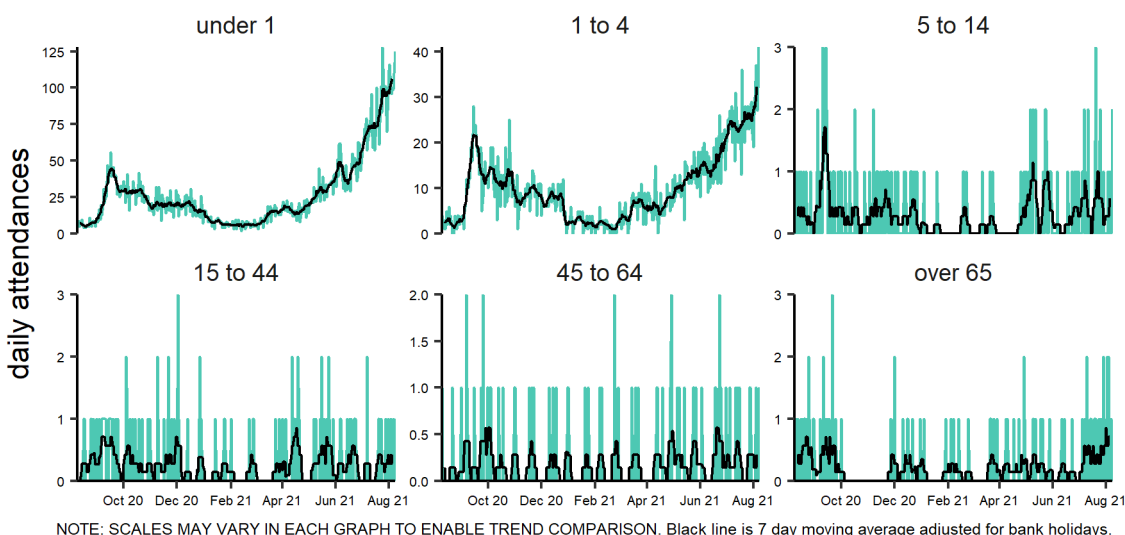 under 1
1 to 4
5 to 14
daily attendances
125
100
75
50
25
0
40
30
20
10
0
3
2
1
0
15 to 44
45 to 64
over 65
3
2
1
0
2.0
1.5
1.0
0.5
0.0
3
2
1
0
Oct 20 Dec 20 Feb 21 Apr 21 Jun 21 Aug 21
Oct 20 Dec 20 Feb 21 Apr 21 Jun 21 Aug 21
Oct 20 Dec 20 Feb 21 Apr 21 Jun 21 Aug 21
NOTE: SCALES MAY VARY IN EACH GRAPH TO ENABLE TREND COMPARISON. Black line is 7 day moving average adjusted for bank holidays.